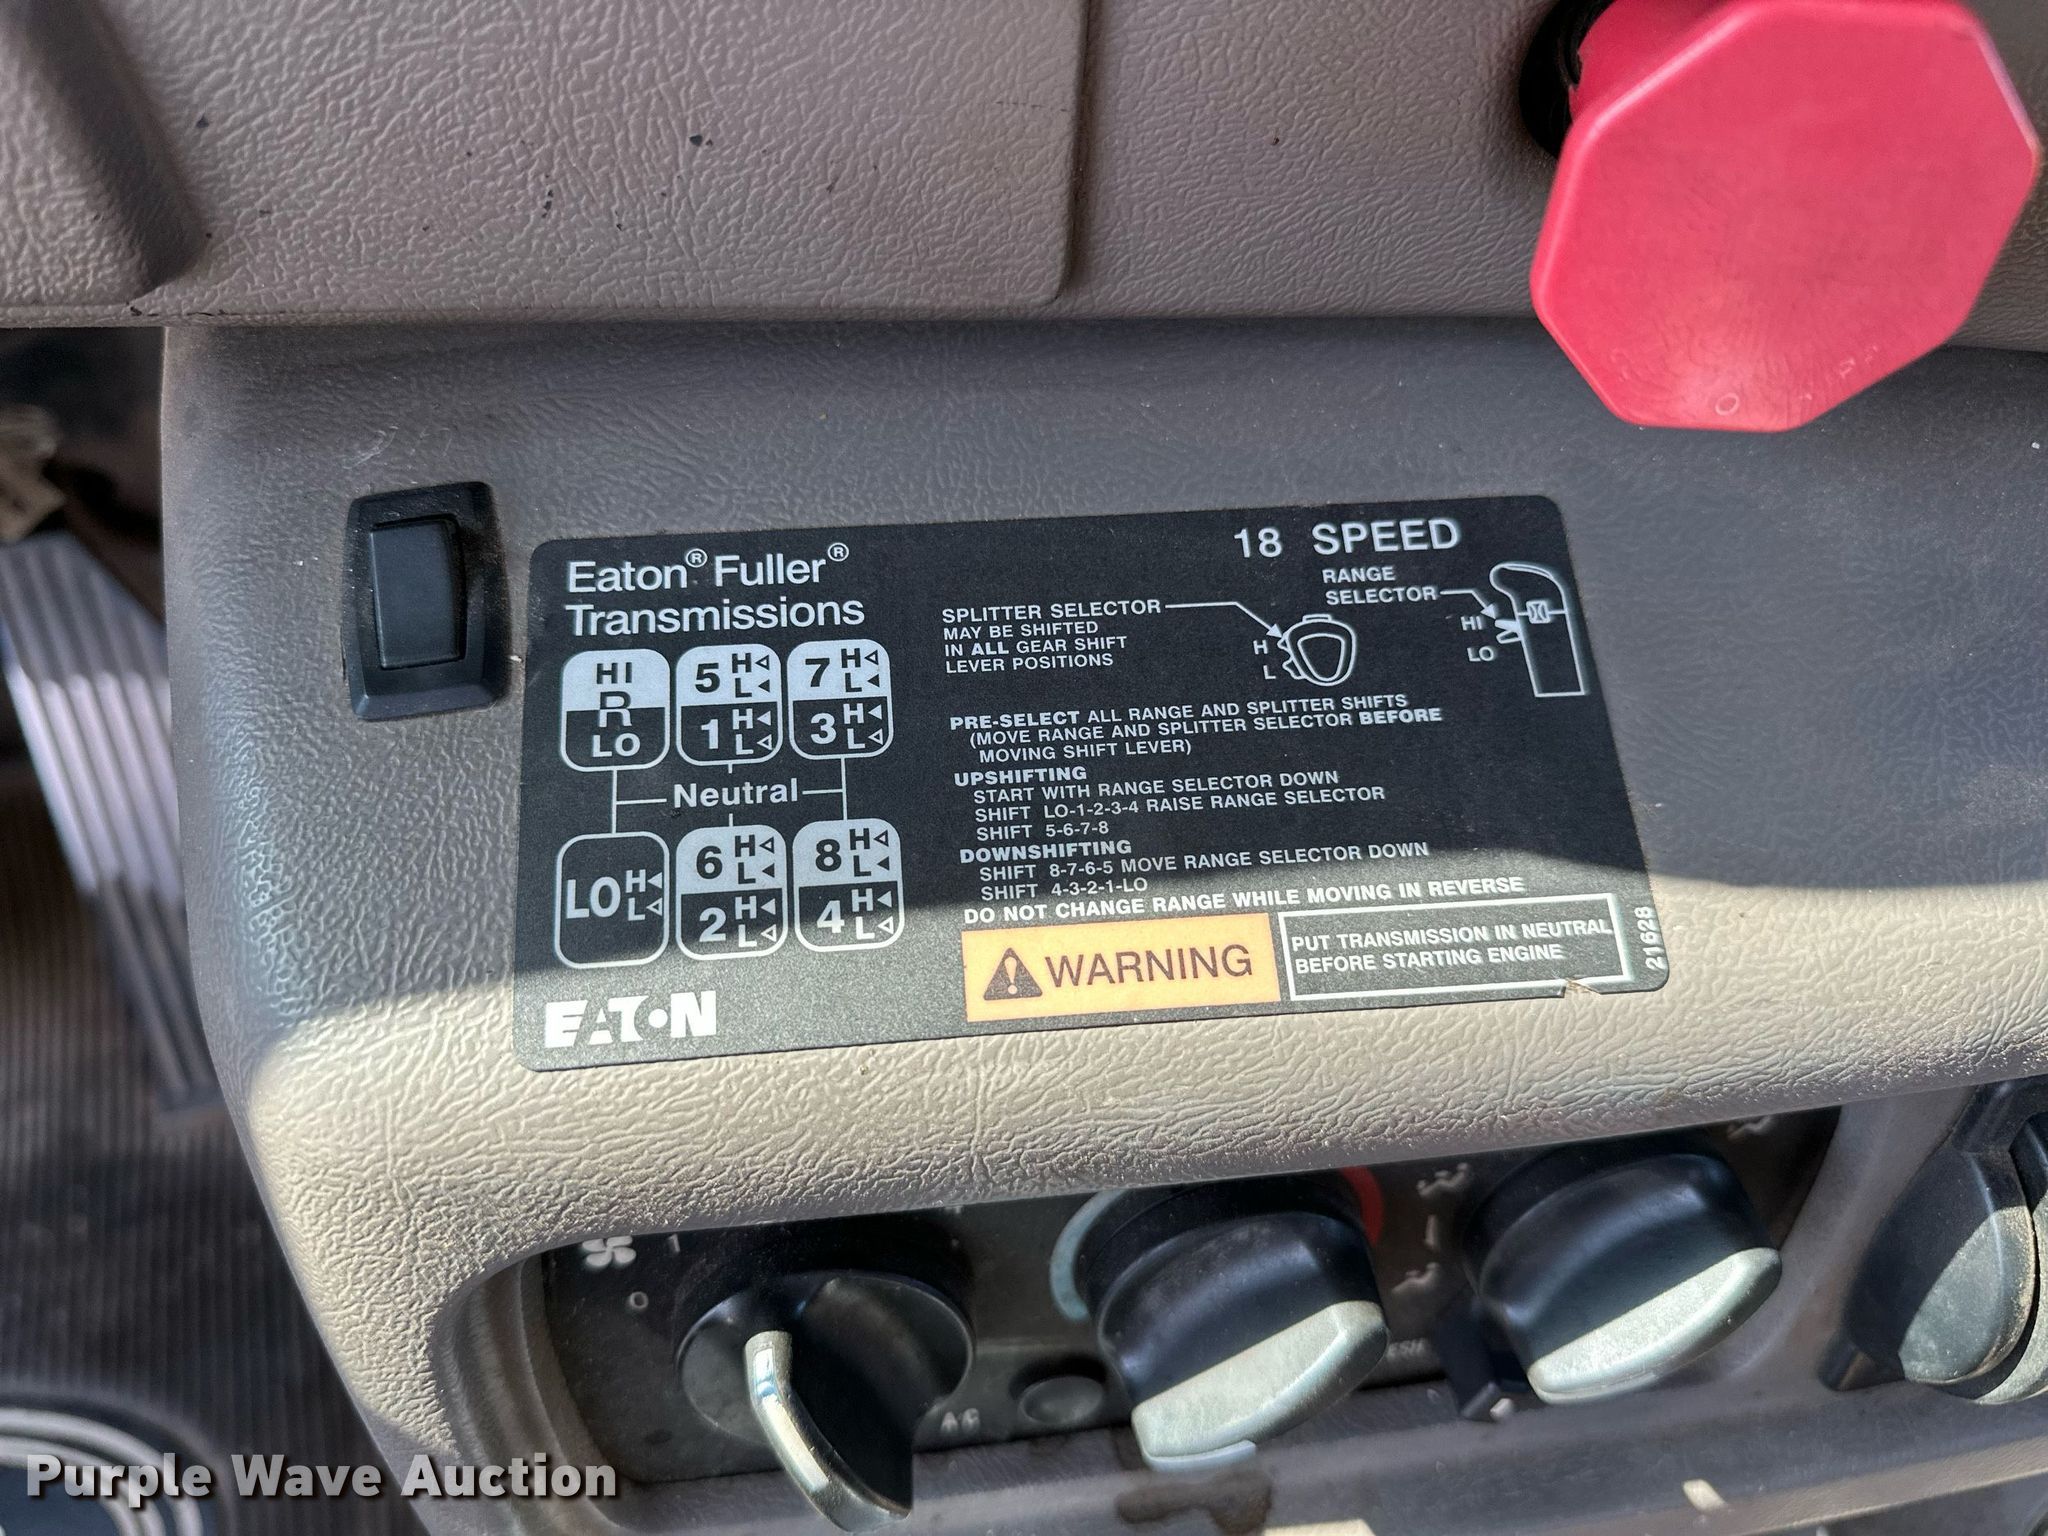 Eaton® Fuller®
Transmissions
18 SPEED
HI
R
LO
5 H L
1 H L
7 H L
3 H L
Neutral
LO H L
6 H L
2 H L
8 H L
4 H L
EATON
SPLITTER SELECTOR
MAY BE SHIFTED
IN ALL GEAR SHIFT
LEVER POSITIONS
H
L
RANGE
SELECTOR
HI
LO
PRE-SELECT ALL RANGE AND SPLITTER SHIFTS
(MOVE RANGE AND SPLITTER SELECTOR BEFORE
MOVING SHIFT LEVER)
UPSHIFTING
START WITH RANGE SELECTOR DOWN
SHIFT LO-1-2-3-4 RAISE RANGE SELECTOR
SHIFT 5-6-7-8
DOWNSHIFTING
SHIFT 8-7-6-5 MOVE RANGE SELECTOR DOWN
SHIFT 4-3-2-1-LO
DO NOT CHANGE RANGE WHILE MOVING IN REVERSE
WARNING
PUT TRANSMISSION IN NEUTRAL
BEFORE STARTING ENGINE
21628
O
A/C
Purple Wave Auction